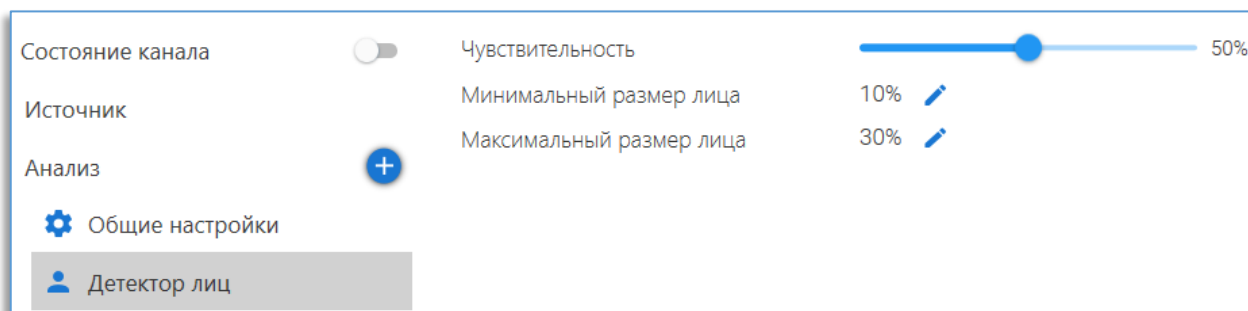 Состояние канала
Источник
Анализ
Общие настройки
Детектор лиц
Чувствительность 50%
Минимальный размер лица 10%
Максимальный размер лица 30%